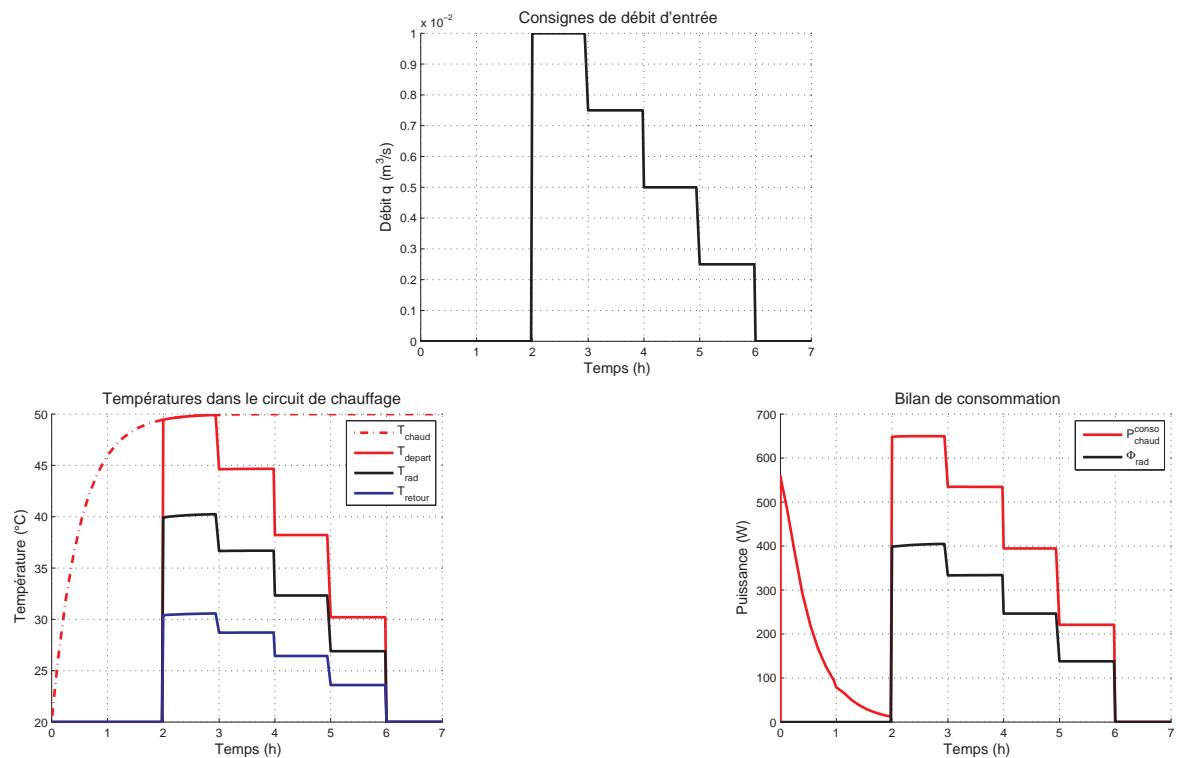 Consignes de débit d'entrée
x 10⁻²
1
0.9
0.8
0.7
0.6
0.5
0.4
0.3
0.2
0.1
0
Débit q (m³/s)
0 1 2 3 4 5 6 7
Temps (h)
Températures dans le circuit de chauffage
50
45
40
35
30
25
20
Température (°C)
T_chaud
T_depart
T_rad
T_retour
0 1 2 3 4 5 6 7
Temps (h)
Bilan de consommation
700
600
500
400
300
200
100
0
Puissance (W)
P_chaud^conso
Φ_rad
0 1 2 3 4 5 6 7
Temps (h)